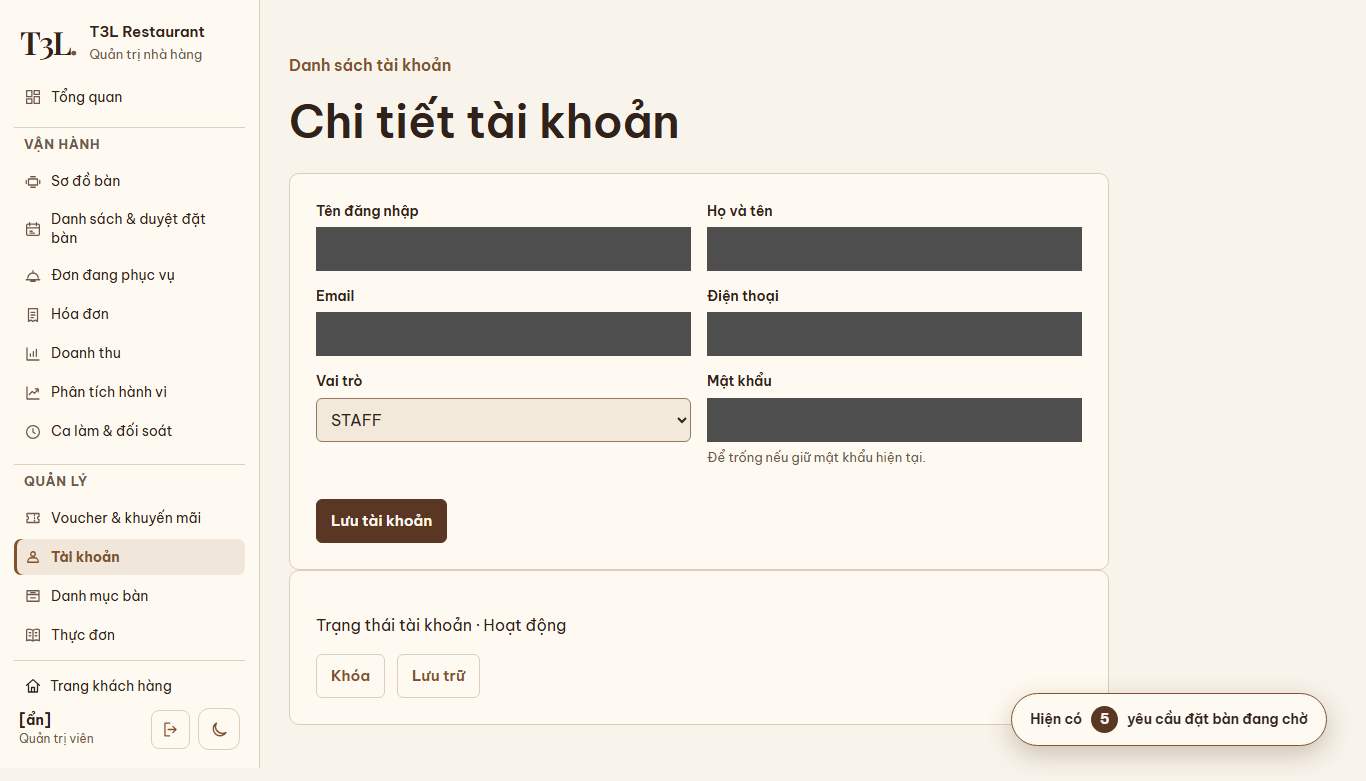 T3L.
T3L Restaurant
Quản trị nhà hàng
Tổng quan
VẬN HÀNH
Sơ đồ bàn
Danh sách & duyệt đặt
bàn
Đơn đang phục vụ
Hóa đơn
Doanh thu
Phân tích hành vi
Ca làm & đối soát
QUẢN LÝ
Voucher & khuyến mãi
Tài khoản
Danh mục bàn
Thực đơn
Trang khách hàng
[ẩn]
Quản trị viên
Danh sách tài khoản
Chi tiết tài khoản
Tên đăng nhập
Họ và tên
Email
Điện thoại
Vai trò
Mật khẩu
STAFF
Để trống nếu giữ mật khẩu hiện tại.
Lưu tài khoản
Trạng thái tài khoản · Hoạt động
Khóa
Lưu trữ
Hiện có 5 yêu cầu đặt bàn đang chờ